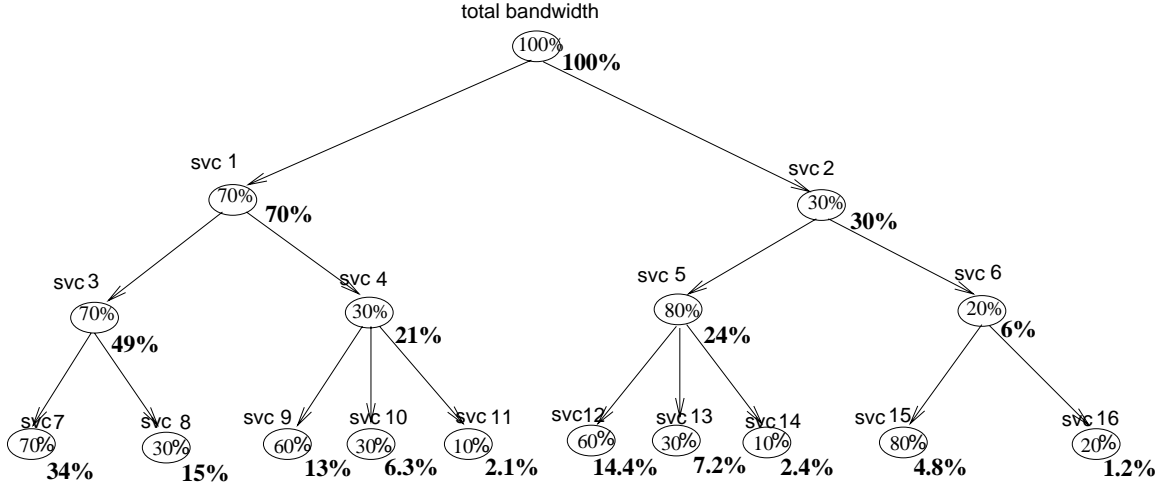 total bandwidth
100%
100%
svc 1
svc 2
70%
70%
30%
30%
svc 3
svc 4
svc 5
svc 6
70%
49%
30%
21%
80%
24%
20%
6%
svc7
svc 8
svc 9
svc 10
svc 11
svc12
svc 13
svc 14
svc 15
svc 16
70%
34%
30%
15%
60%
13%
30%
6.3%
10%
2.1%
60%
14.4%
30%
7.2%
10%
2.4%
80%
4.8%
20%
1.2%